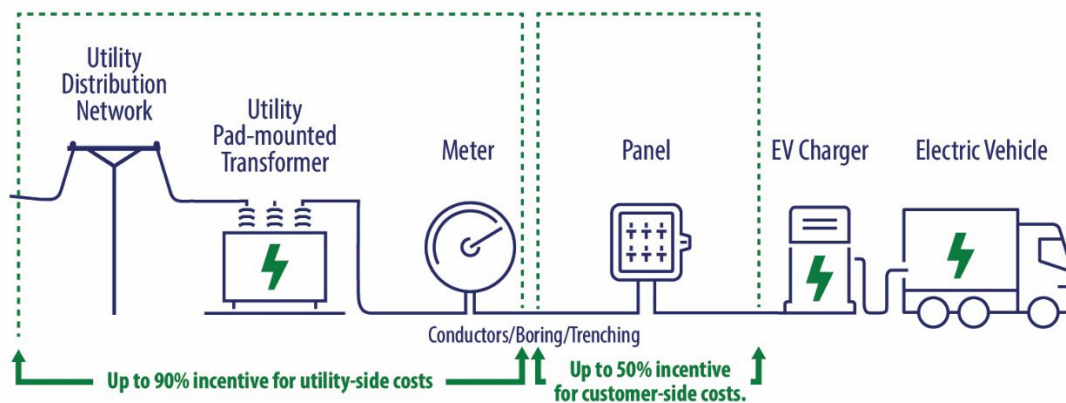 Utility
Distribution
Network
Utility
Pad-mounted
Transformer
Meter
Panel
EV Charger
Electric Vehicle
Conductors/Boring/Trenching
Up to 90% incentive for utility-side costs
Up to 50% incentive
for customer-side costs.